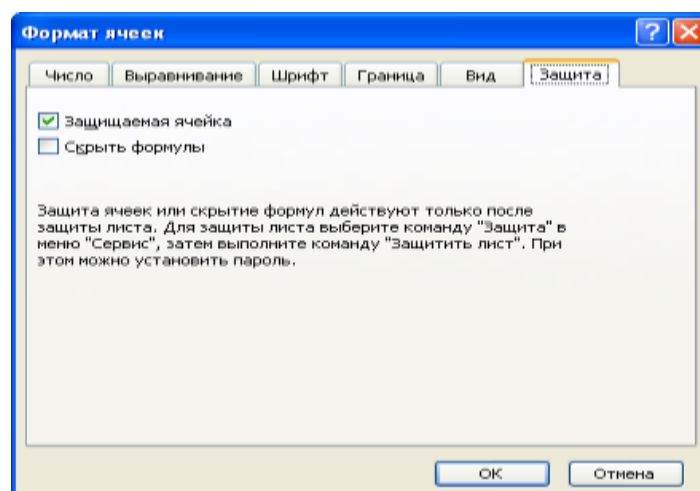 Формат ячеек
Число Выравнивание Шрифт Граница Вид Защита
Защищаемая ячейка
Скрыть формулы
Защита ячеек или скрытие формул действуют только после
защиты листа. Для защиты листа выберите команду "Защита" в
меню "Сервис", затем выполните команду "Защитить лист". При
этом можно установить пароль.
ОК Отмена